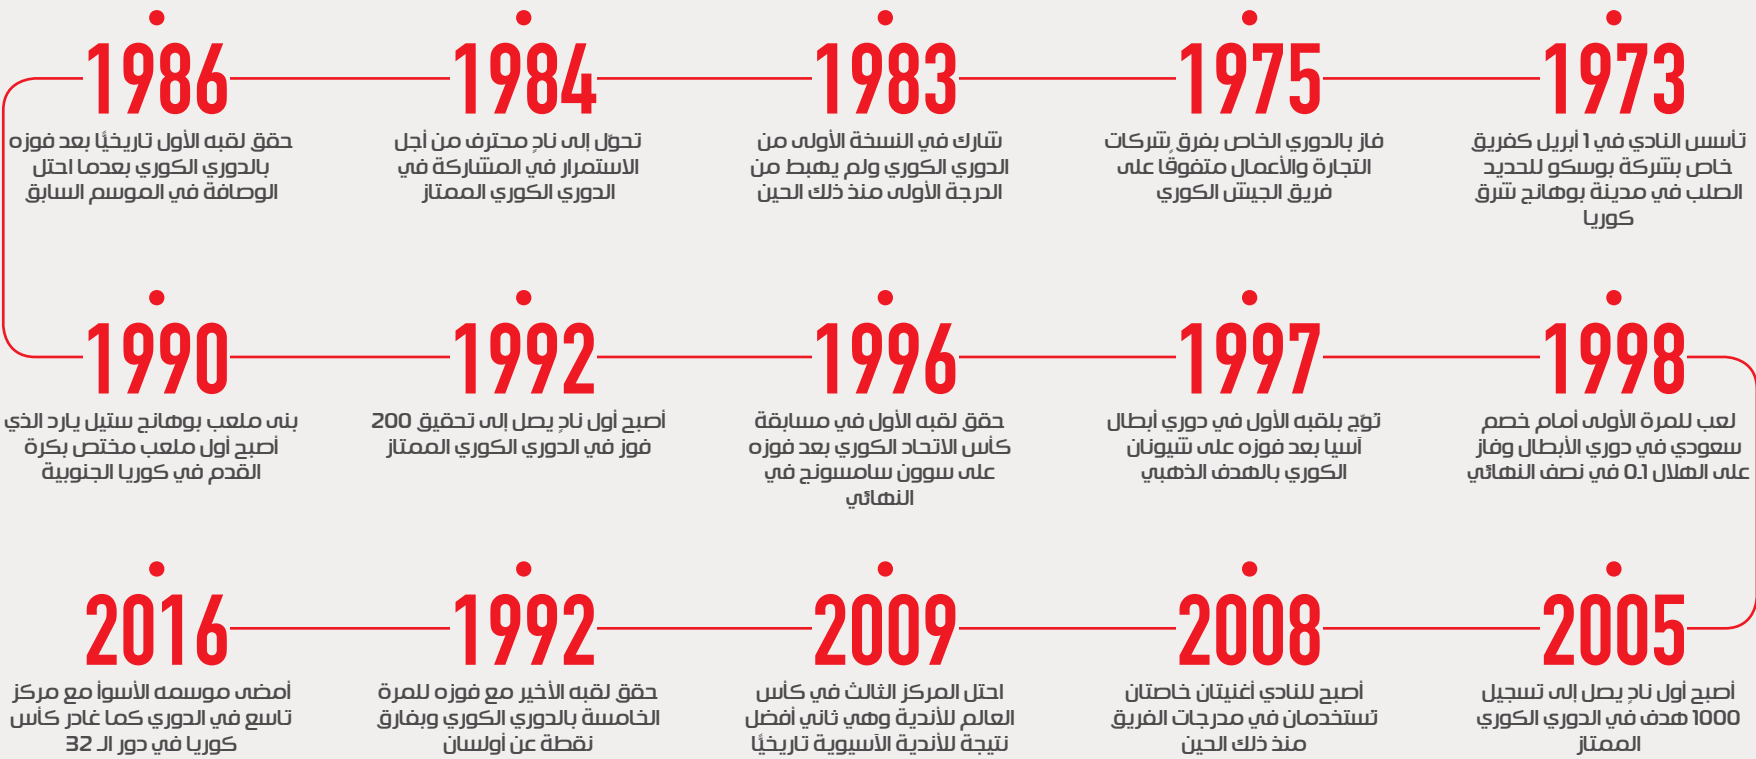 1973
تأسس النادي في 1 أبريل كفريق
خاص بشركة بوسكو للحديد
الصلب في مدينة بوهانج شرق
كوريا
1975
فاز بالدوري الخاص بفرق شركات
التجارة والأعمال متفوقًا على
فريق الجيش الكوري
1983
شارك في النسخة الأولى من
الدوري الكوري ولم يهبط من
الدرجة الأولى منذ ذلك الحين
1984
تحوّل إلى نادٍ محترف من أجل
الاستمرار في المشاركة في
الدوري الكوري الممتاز
1986
حقق لقبه الأول تاريخيًّا بعد فوزه
بالدوري الكوري بعدما احتل
الوصافة في الموسم السابق
1990
بنى ملعب بوهانج ستيل يارد الذي
أصبح أول ملعب مختص بكرة
القدم في كوريا الجنوبية
1992
أصبح أول نادٍ يصل إلى تحقيق 200
فوز في الدوري الكوري الممتاز
1996
حقق لقبه الأول في مسابقة
كأس الاتحاد الكوري بعد فوزه
على سوون سامسونج في
النهائي
1997
تُوّج بلقبه الأول في دوري أبطال
آسيا بعد فوزه على شيونان
الكوري بالهدف الذهبي
1998
لعب للمرة الأولى أمام خصم
سعودي في دوري الأبطال وفاز
على الهلال 1ـ0 في نصف النهائي
2005
أصبح أول نادٍ يصل إلى تسجيل
1000 هدف في الدوري الكوري
الممتاز
2008
أصبح للنادي أغنيتان خاصتان
تُستخدمان في مدرجات الفريق
منذ ذلك الحين
2009
احتل المركز الثالث في كأس
العالم للأندية وهي ثاني أفضل
نتيجة للأندية الآسيوية تاريخيًّا
1992
حقق لقبه الأخير مع فوزه للمرة
الخامسة بالدوري الكوري وبفارق
نقطة عن أولسان
2016
أمضى موسمه الأسوأ مع مركز
تاسع في الدوري كما غادر كأس
كوريا في دور الـ 32